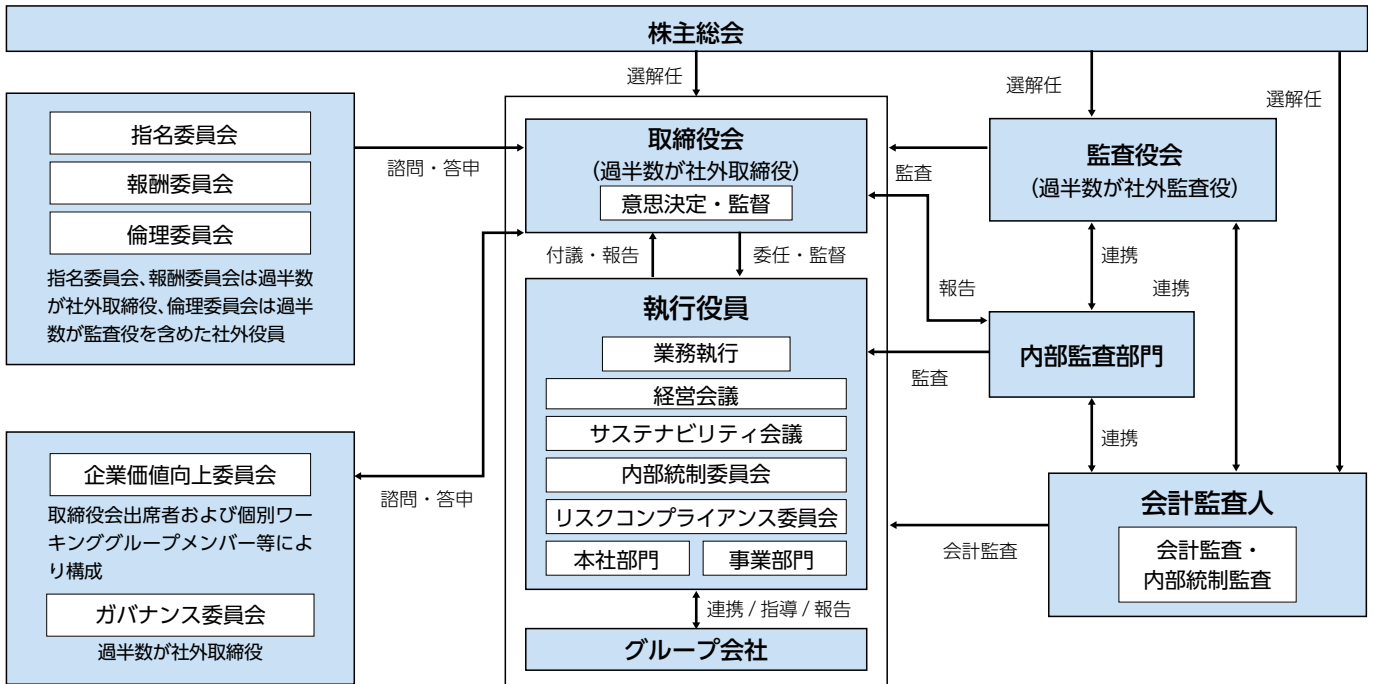 株主総会
選解任
選解任
選解任
指名委員会
報酬委員会
倫理委員会
指名委員会、報酬委員会は過半数
が社外取締役、倫理委員会は過半
数が監査役を含めた社外役員
諮問・答申
取締役会
(過半数が社外取締役)
意思決定・監督
監査
監査役会
(過半数が社外監査役)
付議・報告
委任・監督
報告
連携
連携
執行役員
業務執行
経営会議
サステナビリティ会議
内部統制委員会
リスクコンプライアンス委員会
本社部門
事業部門
監査
内部監査部門
連携
企業価値向上委員会
取締役会出席者および個別ワー
キンググループメンバー等によ
り構成
ガバナンス委員会
過半数が社外取締役
諮問・答申
会計監査
会計監査人
会計監査・
内部統制監査
連携 / 指導 / 報告
グループ会社